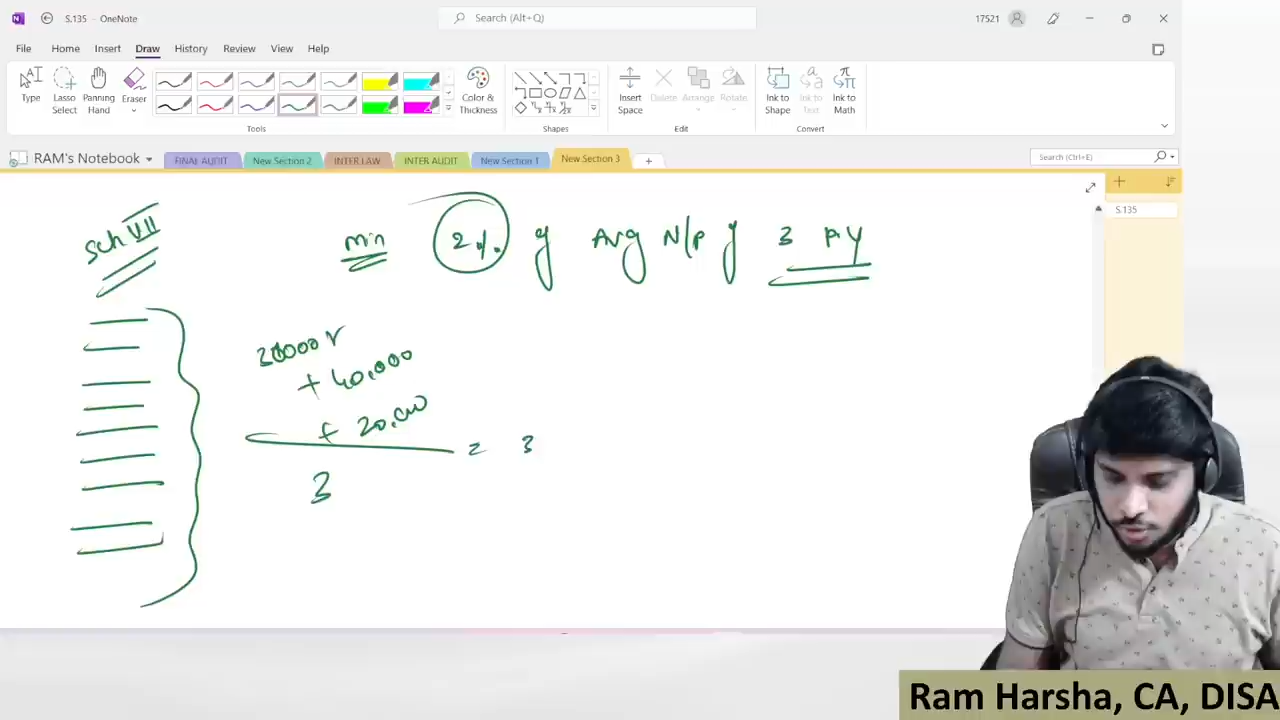 S.135 - OneNote
Search (Alt+Q)
17521
File Home Insert Draw History Review View Help
Type Lasso Select Panning Hand Eraser
Color & Thickness
Insert Space Delete Arrange Rotate
Ink to Shape Ink to Text Ink to Math
Tools Shapes Edit Convert
RAM's Notebook FINAL AUDIT New Section 2 INTER LAW INTER AUDIT New Section 1 New Section 3 +
Search (Ctrl+E)
S.135
Sch VII
min 2% of Avg N/P of 3 P.Y
+ 40,000
+ 20,000
3
= 3
Ram Harsha, CA, DISA